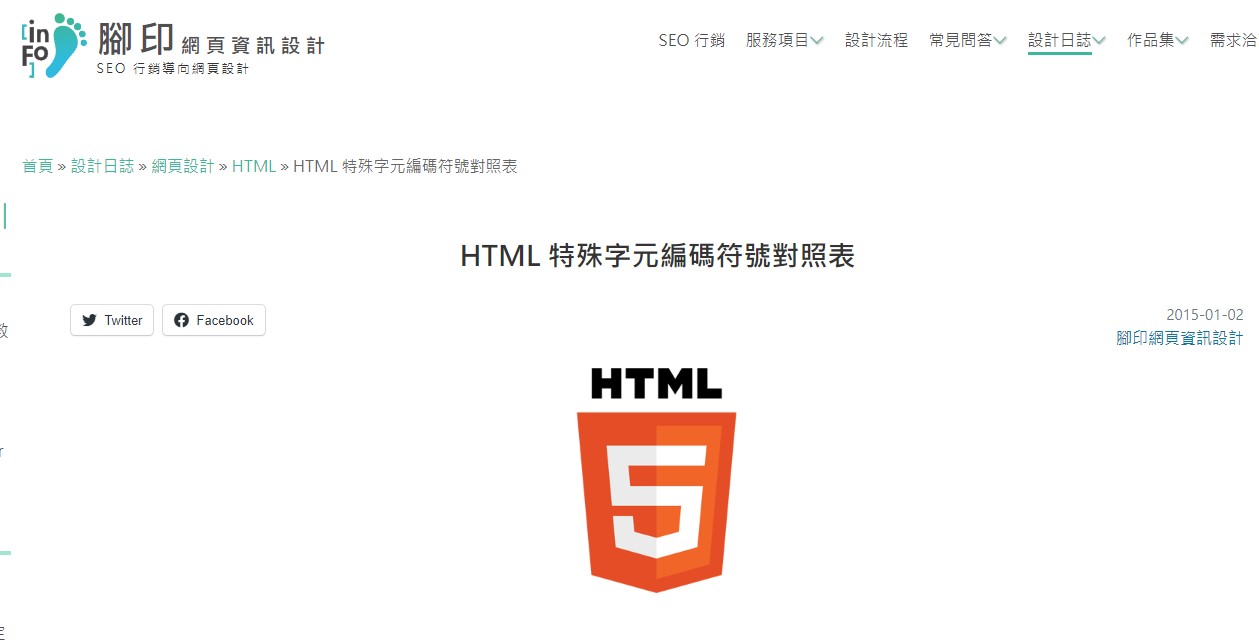 [inFo]
腳印 網頁資訊設計
SEO 行銷導向網頁設計
SEO 行銷 服務項目 設計流程 常見問答 設計日誌 作品集 需求洽
首頁 » 設計日誌 » 網頁設計 » HTML » HTML 特殊字元編碼符號對照表
HTML 特殊字元編碼符號對照表
Twitter Facebook
2015-01-02
腳印網頁資訊設計
HTML
5